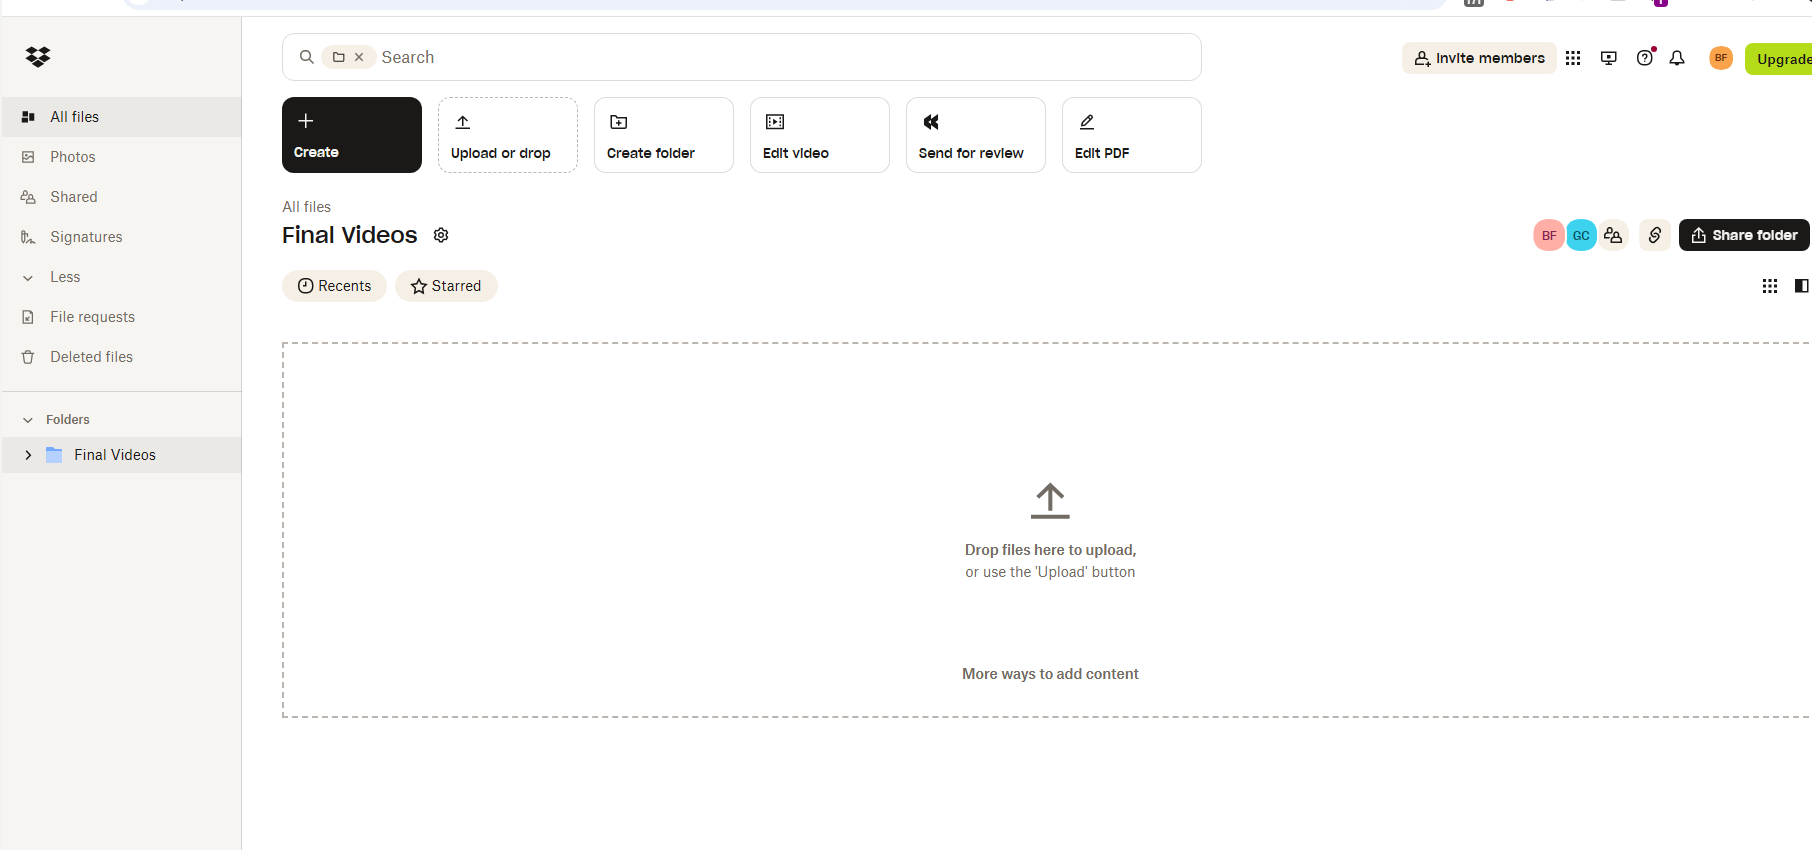 Search
Invite members
BF
Upgrade
All files
Photos
Shared
Signatures
Less
File requests
Deleted files
Folders
Final Videos
Create
Upload or drop
Create folder
Edit video
Send for review
Edit PDF
All files
Final Videos
BF
GC
Share folder
Recents
Starred
Drop files here to upload,
or use the 'Upload' button
More ways to add content